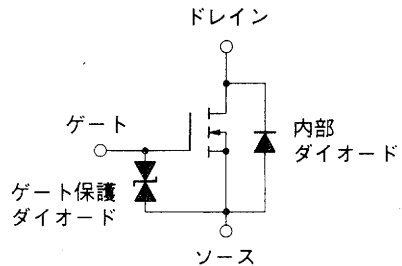 ドレイン
ゲート
内部
ダイオード
ゲート保護
ダイオード
ソース